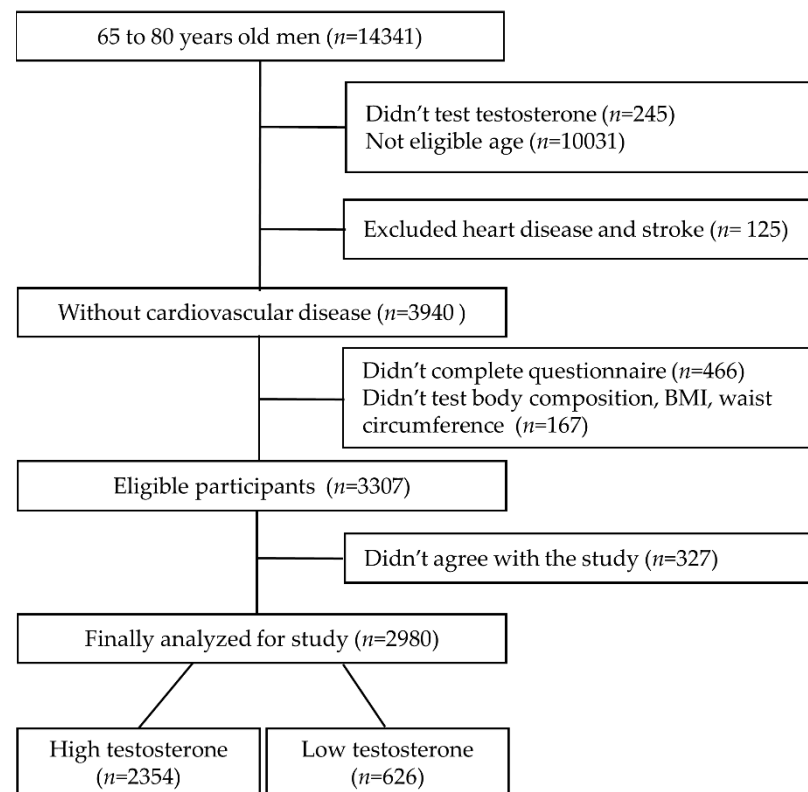 65 to 80 years old men (n=14341)
Didn't test testosterone (n=245)
Not eligible age (n=10031)
Excluded heart disease and stroke (n= 125)
Without cardiovascular disease (n=3940 )
Didn't complete questionnaire (n=466)
Didn't test body composition, BMI, waist
circumference (n=167)
Eligible participants (n=3307)
Didn't agree with the study (n=327)
Finally analyzed for study (n=2980)
High testosterone
(n=2354)
Low testosterone
(n=626)